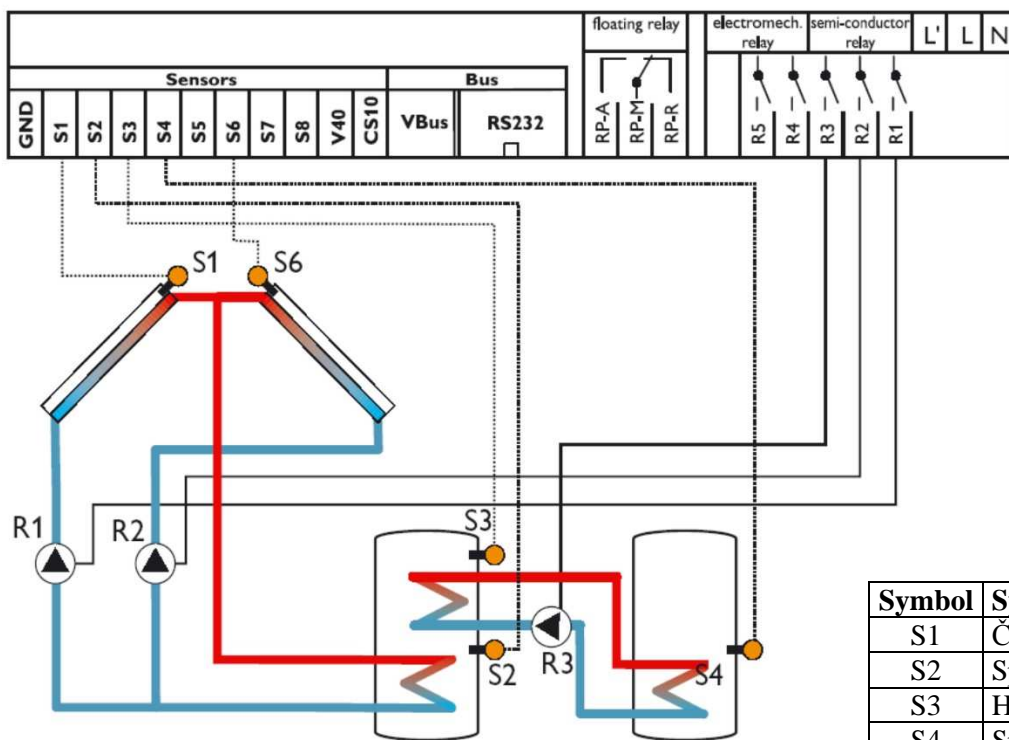 floating relay
electromech. relay
semi-conductor relay
L' L N
Sensors
Bus
GND S1 S2 S3 S4 S5 S6 S7 S8 V40 CS10
VBus RS232
RP-A RP-M RP-R
R5 R4 R3 R2 R1
S1 S6
R1 R2
S3
S2 R3 S4
Symbol
S1
S2
S3